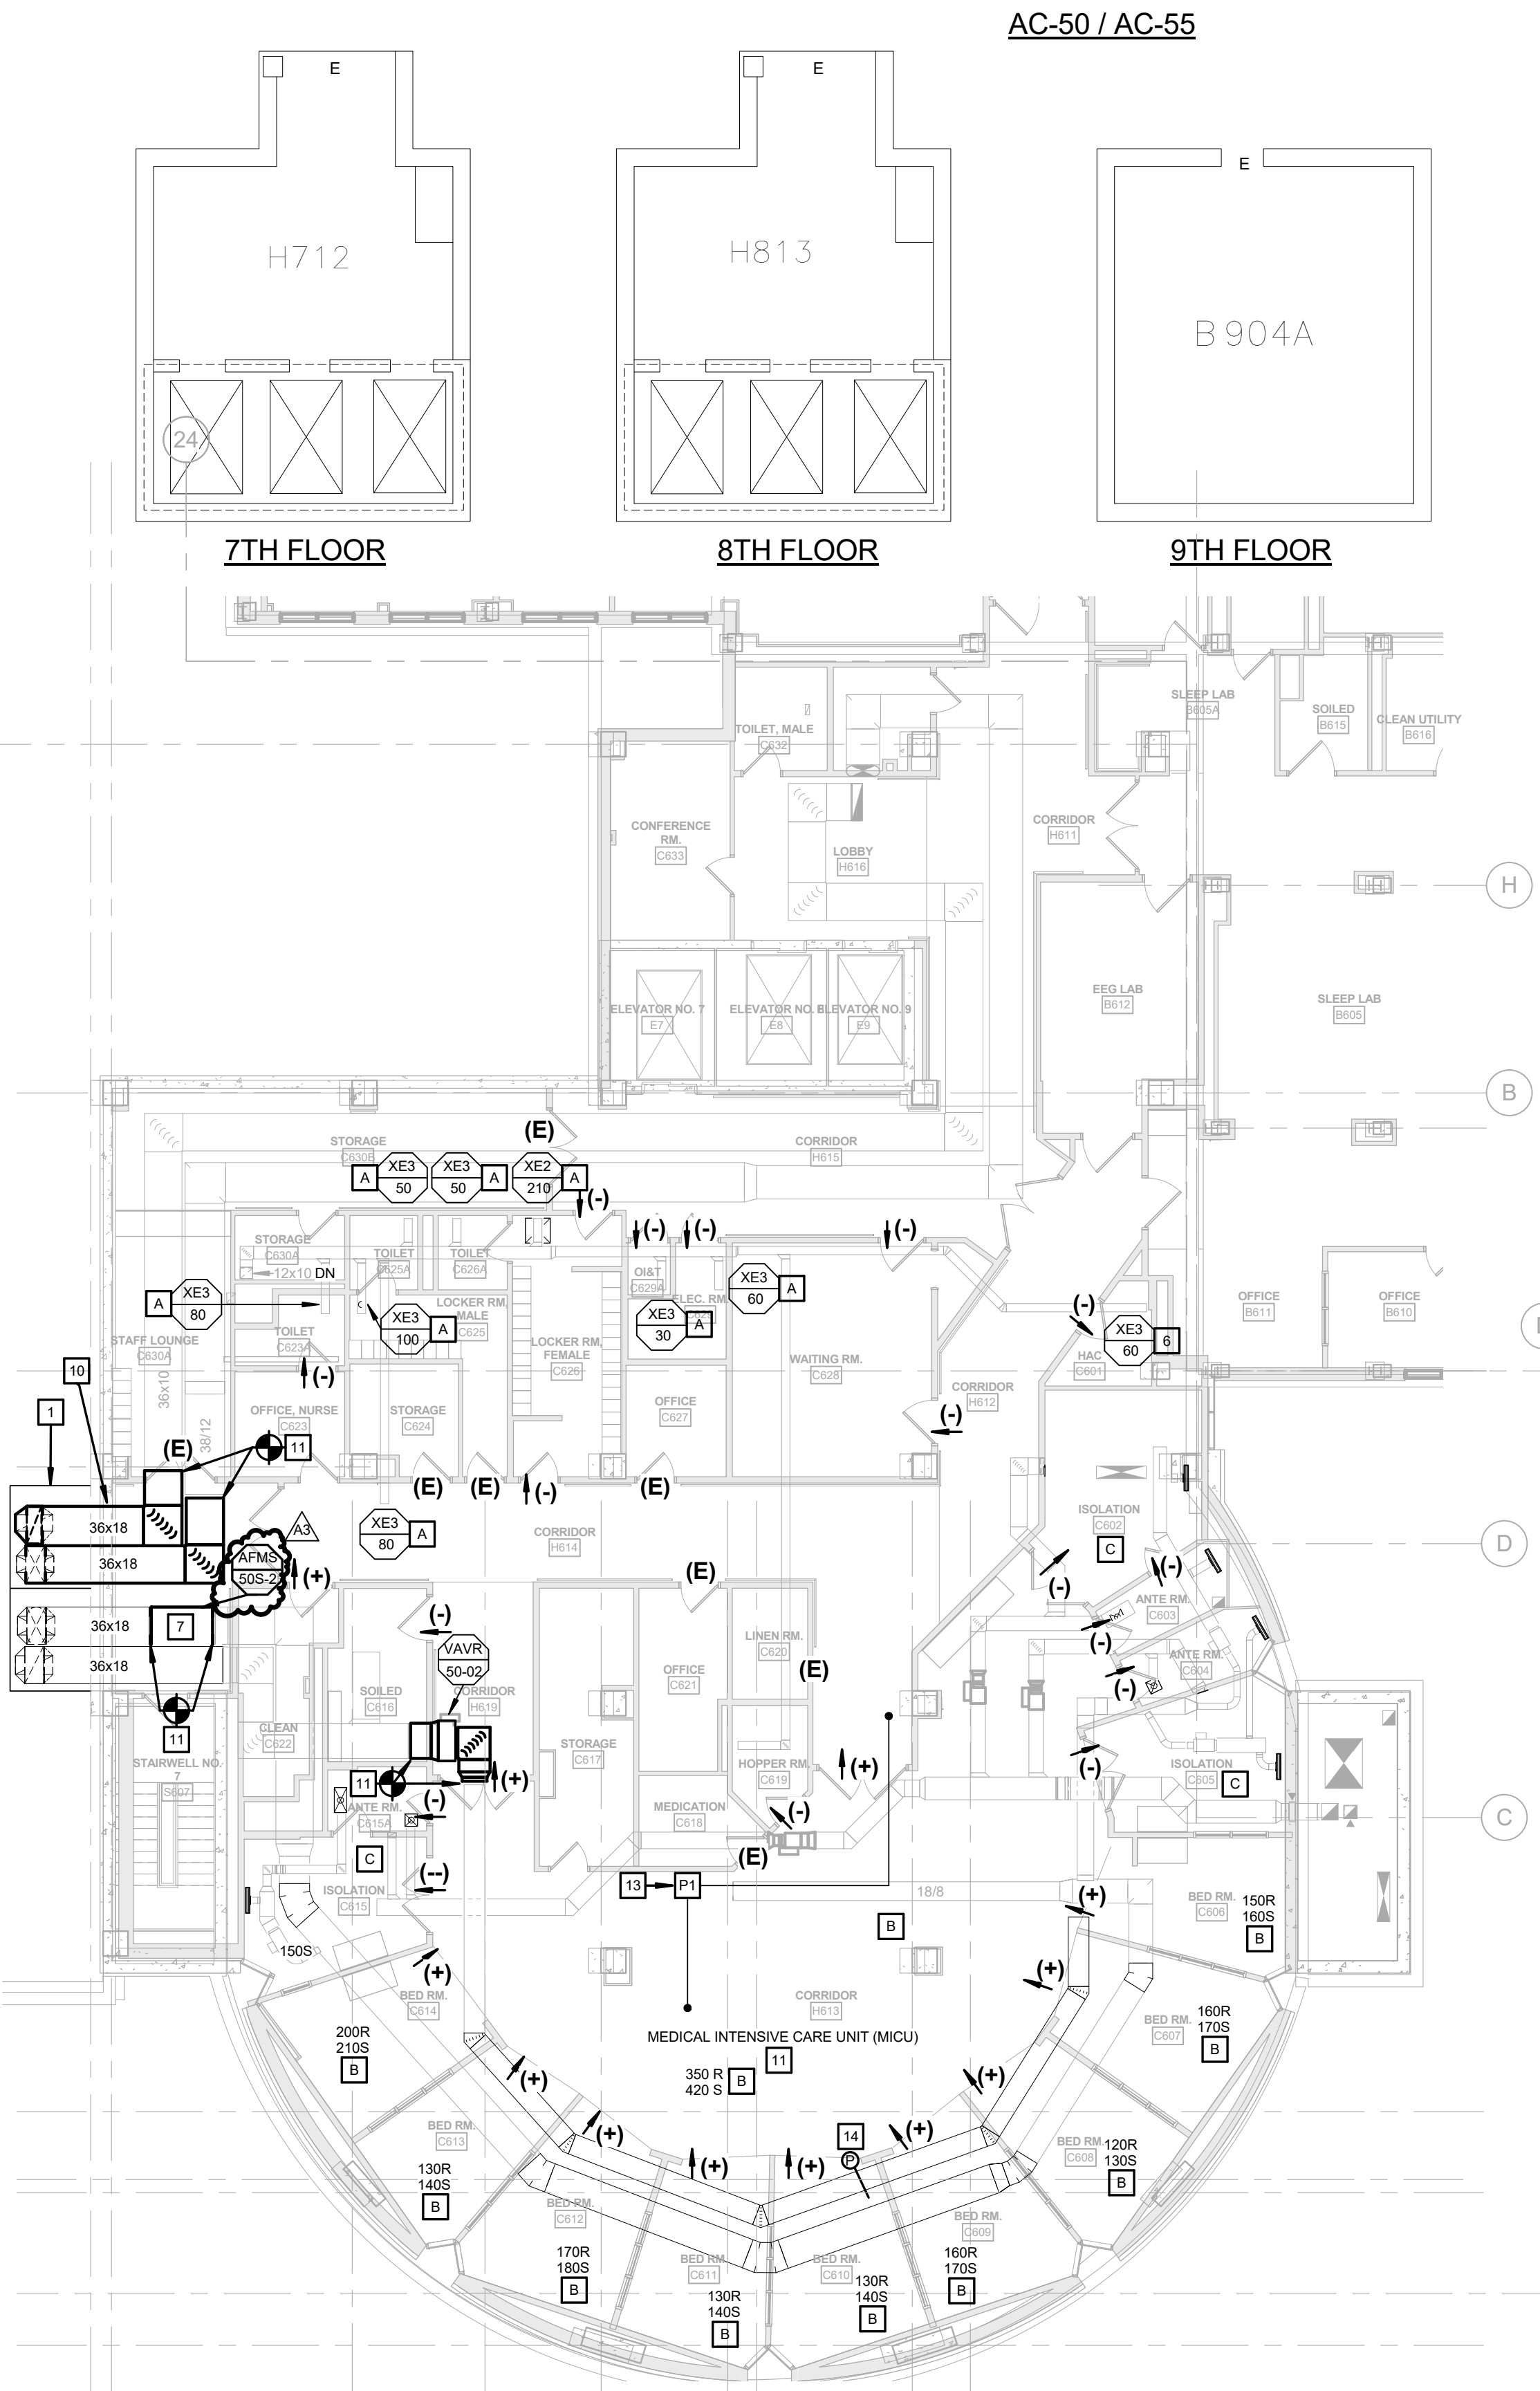 AC-50 / AC-55
E
E
E
H712
H813
B904A
24
7TH FLOOR
8TH FLOOR
9TH FLOOR
SLEEP LAB
B605A
SOILED
B615
CLEAN UTILITY
B616
TOILET, MALE
C632
CONFERENCE
RM.
C633
LOBBY
H616
CORRIDOR
H611
H
EEG LAB
B612
SLEEP LAB
B605
ELEVATOR NO. 7
E7
ELEVATOR NO. 8
E8
ELEVATOR NO. 9
E9
B
(E)
STORAGE
C630B
CORRIDOR
H615
A
XE3
50
XE3
50
A
XE2
210
A
(-)
(-)
(-)
(-)
STORAGE
C630A
12x10 DN
TOILET
C625A
TOILET
C626A
OI&T
C629A
ELEC. RM.
XE3
60
A
A
XE3
80
XE3
100
A
LOCKER RM,
MALE
C625
XE3
30
A
(-)
XE3
60
6
OFFICE
B611
OFFICE
B610
STAFF LOUNGE
C630A
TOILET
C623A
(-)
LOCKER RM,
FEMALE
C626
WAITING RM.
C628
HAC
C601
10
1
36x10
38/12
OFFICE, NURSE
C623
STORAGE
C624
OFFICE
C627
CORRIDOR
H612
(-)
(E)
11
(E)
(E)
(-)
(E)
36x18
36x18
AFMS
50S-2
A3
(+)
XE3
80
A
CORRIDOR
H614
ISOLATION
C602
C
D
(-)
(-)
(E)
36x18
36x18
7
11
(-)
VAVR
50-02
SOILED
C616
CORRIDOR
H619
OFFICE
C621
LINEN RM.
C620
(E)
ANTE RM.
C603
(-)
ANTE RM.
C604
(-)
CLEAN
C622
STAIRWELL NO.
7
S607
STORAGE
C617
HOPPER RM.
C619
(+)
(-)
ISOLATION
C605
C
C
11
(+)
(-)
ANTE RM.
C615A
MEDICATION
C618
(-)
(E)
C
(--)
ISOLATION
C615
13
P1
18/8
B
(+)
BED RM.
C606
150R
160S
B
150S
(+)
BED RM.
C614
200R
210S
B
CORRIDOR
H613
MEDICAL INTENSIVE CARE UNIT (MICU)
11
350 R
420 S
B
(+)
BED RM.
C607
160R
170S
B
(+)
(+)
BED RM.
C613
130R
140S
B
(+)
(+)
(+)
14
P
(+)
BED RM.
C608
120R
130S
B
BED RM.
C612
170R
180S
B
BED RM.
C611
130R
140S
B
BED RM.
C610
130R
140S
B
BED RM.
C609
160R
170S
B